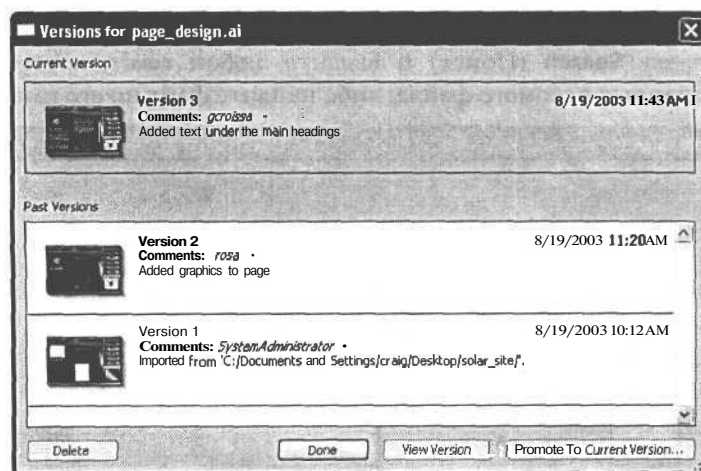 Versions for page_design.ai
Current Version
Version 3
8/19/2003 11:43 AM
Comments: gcroissa -
Added text under the main headings
Past Versions
Version 2
8/19/2003 11:20AM
Comments: rosa •
Added graphics to page
Version 1
8/19/2003 10:12AM
Comments: SystemAdministrator •
Imported from 'C:/Documents and Settings/craig/Desktop/solar_site/'.
Delete Done View Version Promote To Current Version...